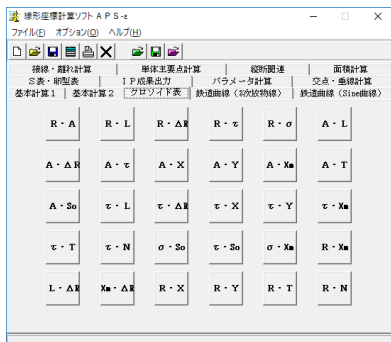 線形座標計算ソフト APS-ε
ファイル(F) オプション(O) ヘルプ(H)
接線・離れ計算 単体主要点計算 縦断関連 面積計算
S表・卵型表 IP成果出力 パラメータ計算 交点・垂線計算
基本計算1 基本計算2 クロソイド表 鉄道曲線(3次放物線) 鉄道曲線(Sine曲線)
R・A R・L R・ΔR R・τ R・σ A・L
A・ΔR A・τ A・X A・Y A・Xm A・T
A・So τ・L τ・ΔR τ・X τ・Y τ・Xm
τ・T τ・N σ・So τ・So σ・Xm R・Xm
L・ΔR Xm・ΔR R・X R・Y R・T R・N